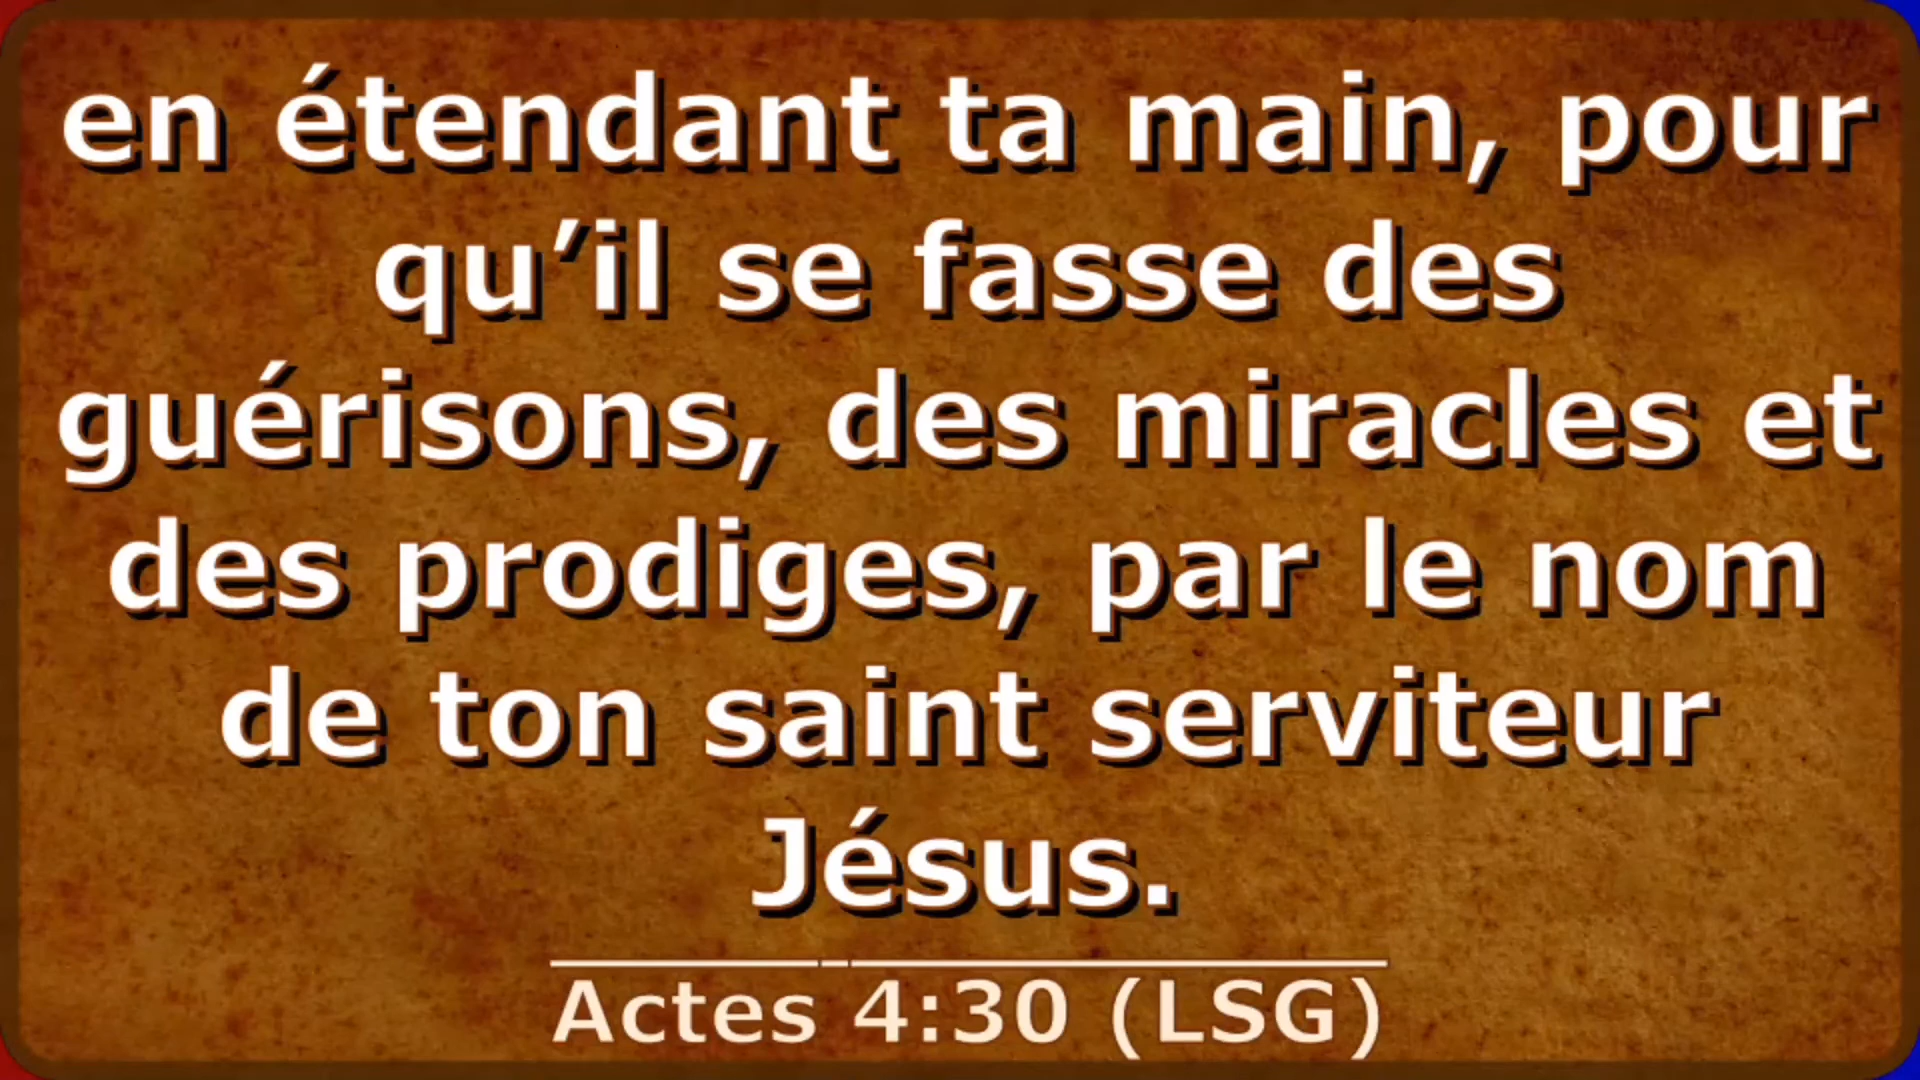 en étendant ta main, pour
qu’il se fasse des
guérisons, des miracles et
des prodiges, par le nom
de ton saint serviteur
Jésus.
Actes 4:30 (LSG)